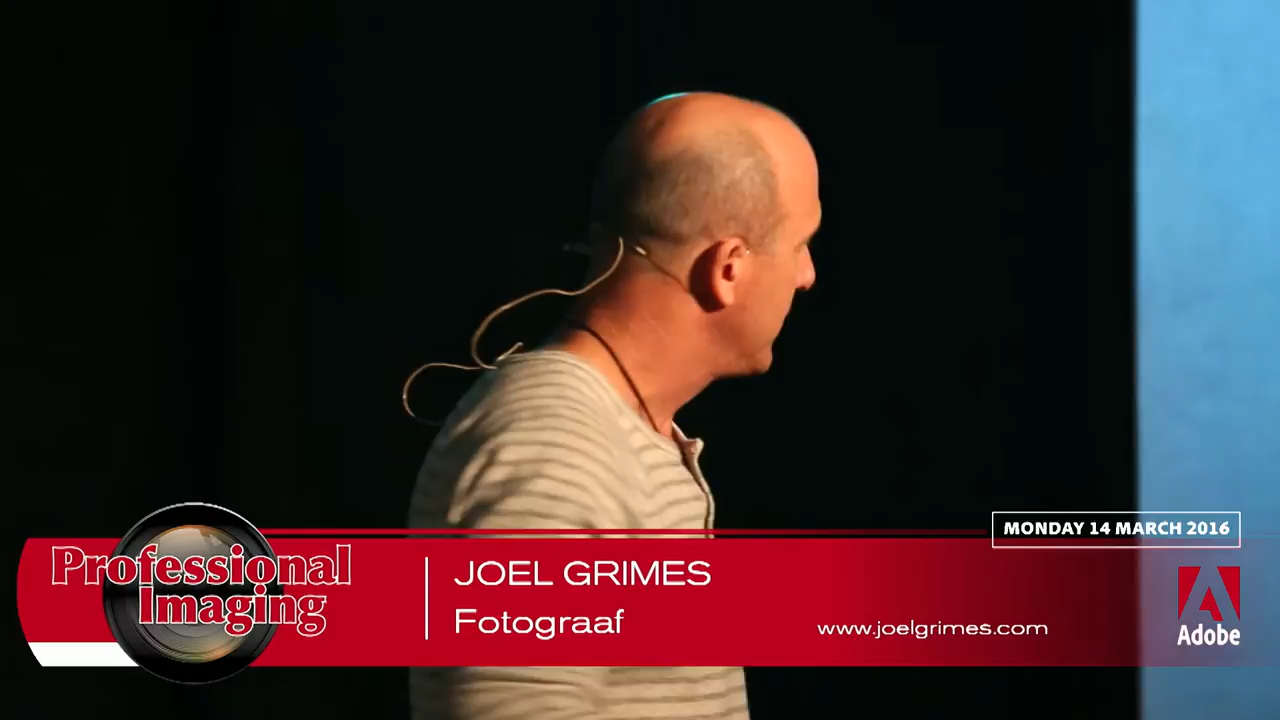 MONDAY 14 MARCH 2016
Professional
Imaging
JOEL GRIMES
Fotograaf
www.joelgrimes.com
Adobe